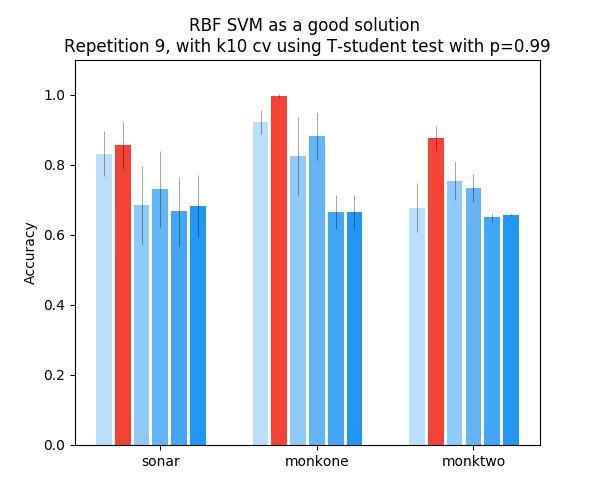 RBF SVM as a good solution
Repetition 9, with k10 cv using T-student test with p=0.99
1.0
0.8
0.6
0.4
0.2
0.0
Accuracy
sonar
monkone
monktwo